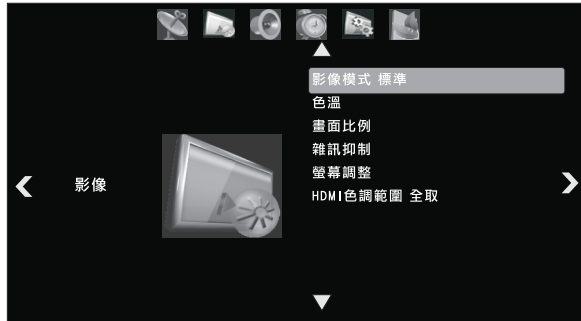 影像模式 標準
色溫
畫面比例
雜訊抑制
螢幕調整
影像
HDMI色調範圍 全取